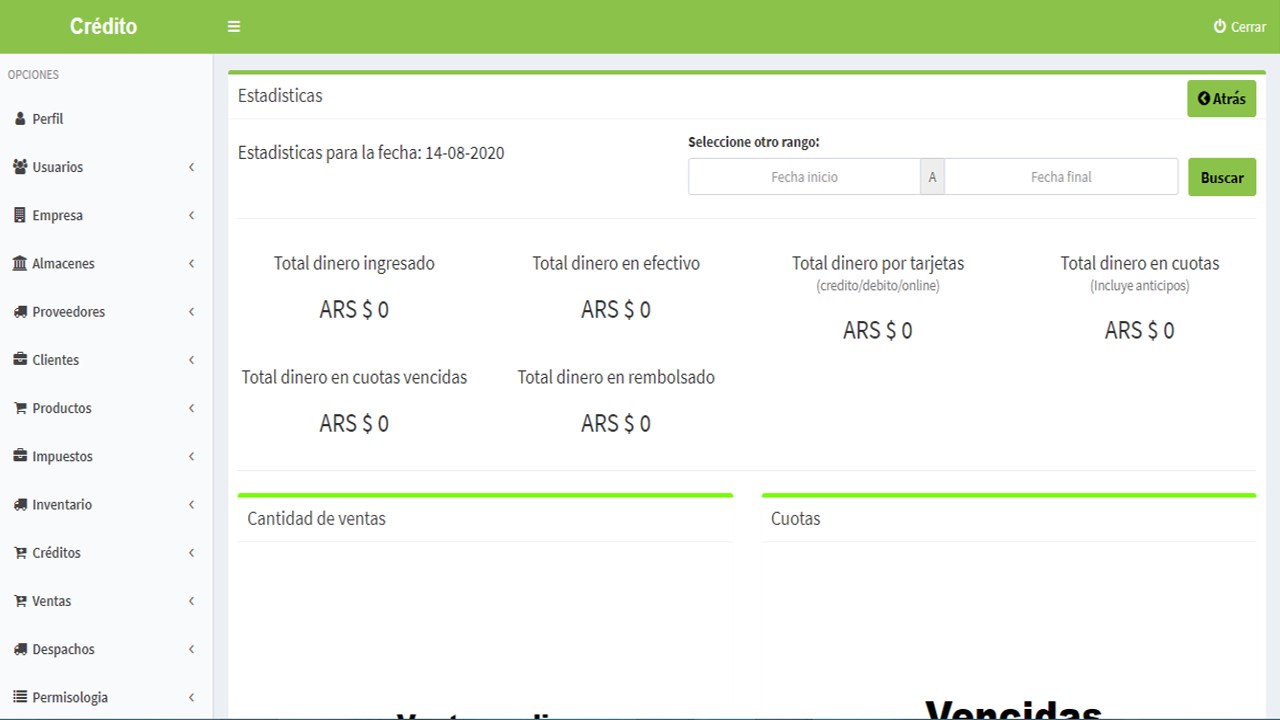 Crédito
Cerrar
OPCIONES
Perfil
Usuarios
Empresa
Almacenes
Proveedores
Clientes
Productos
Impuestos
Inventario
Créditos
Ventas
Despachos
Permisologia
Estadisticas
Atrás
Estadisticas para la fecha: 14-08-2020
Seleccione otro rango:
Fecha inicio A Fecha final
Buscar
Total dinero ingresado
ARS $ 0
Total dinero en efectivo
ARS $ 0
Total dinero por tarjetas
(credito/debito/online)
ARS $ 0
Total dinero en cuotas
(Incluye anticipos)
ARS $ 0
Total dinero en cuotas vencidas
ARS $ 0
Total dinero en rembolsado
ARS $ 0
Cantidad de ventas
Cuotas
Vencidas